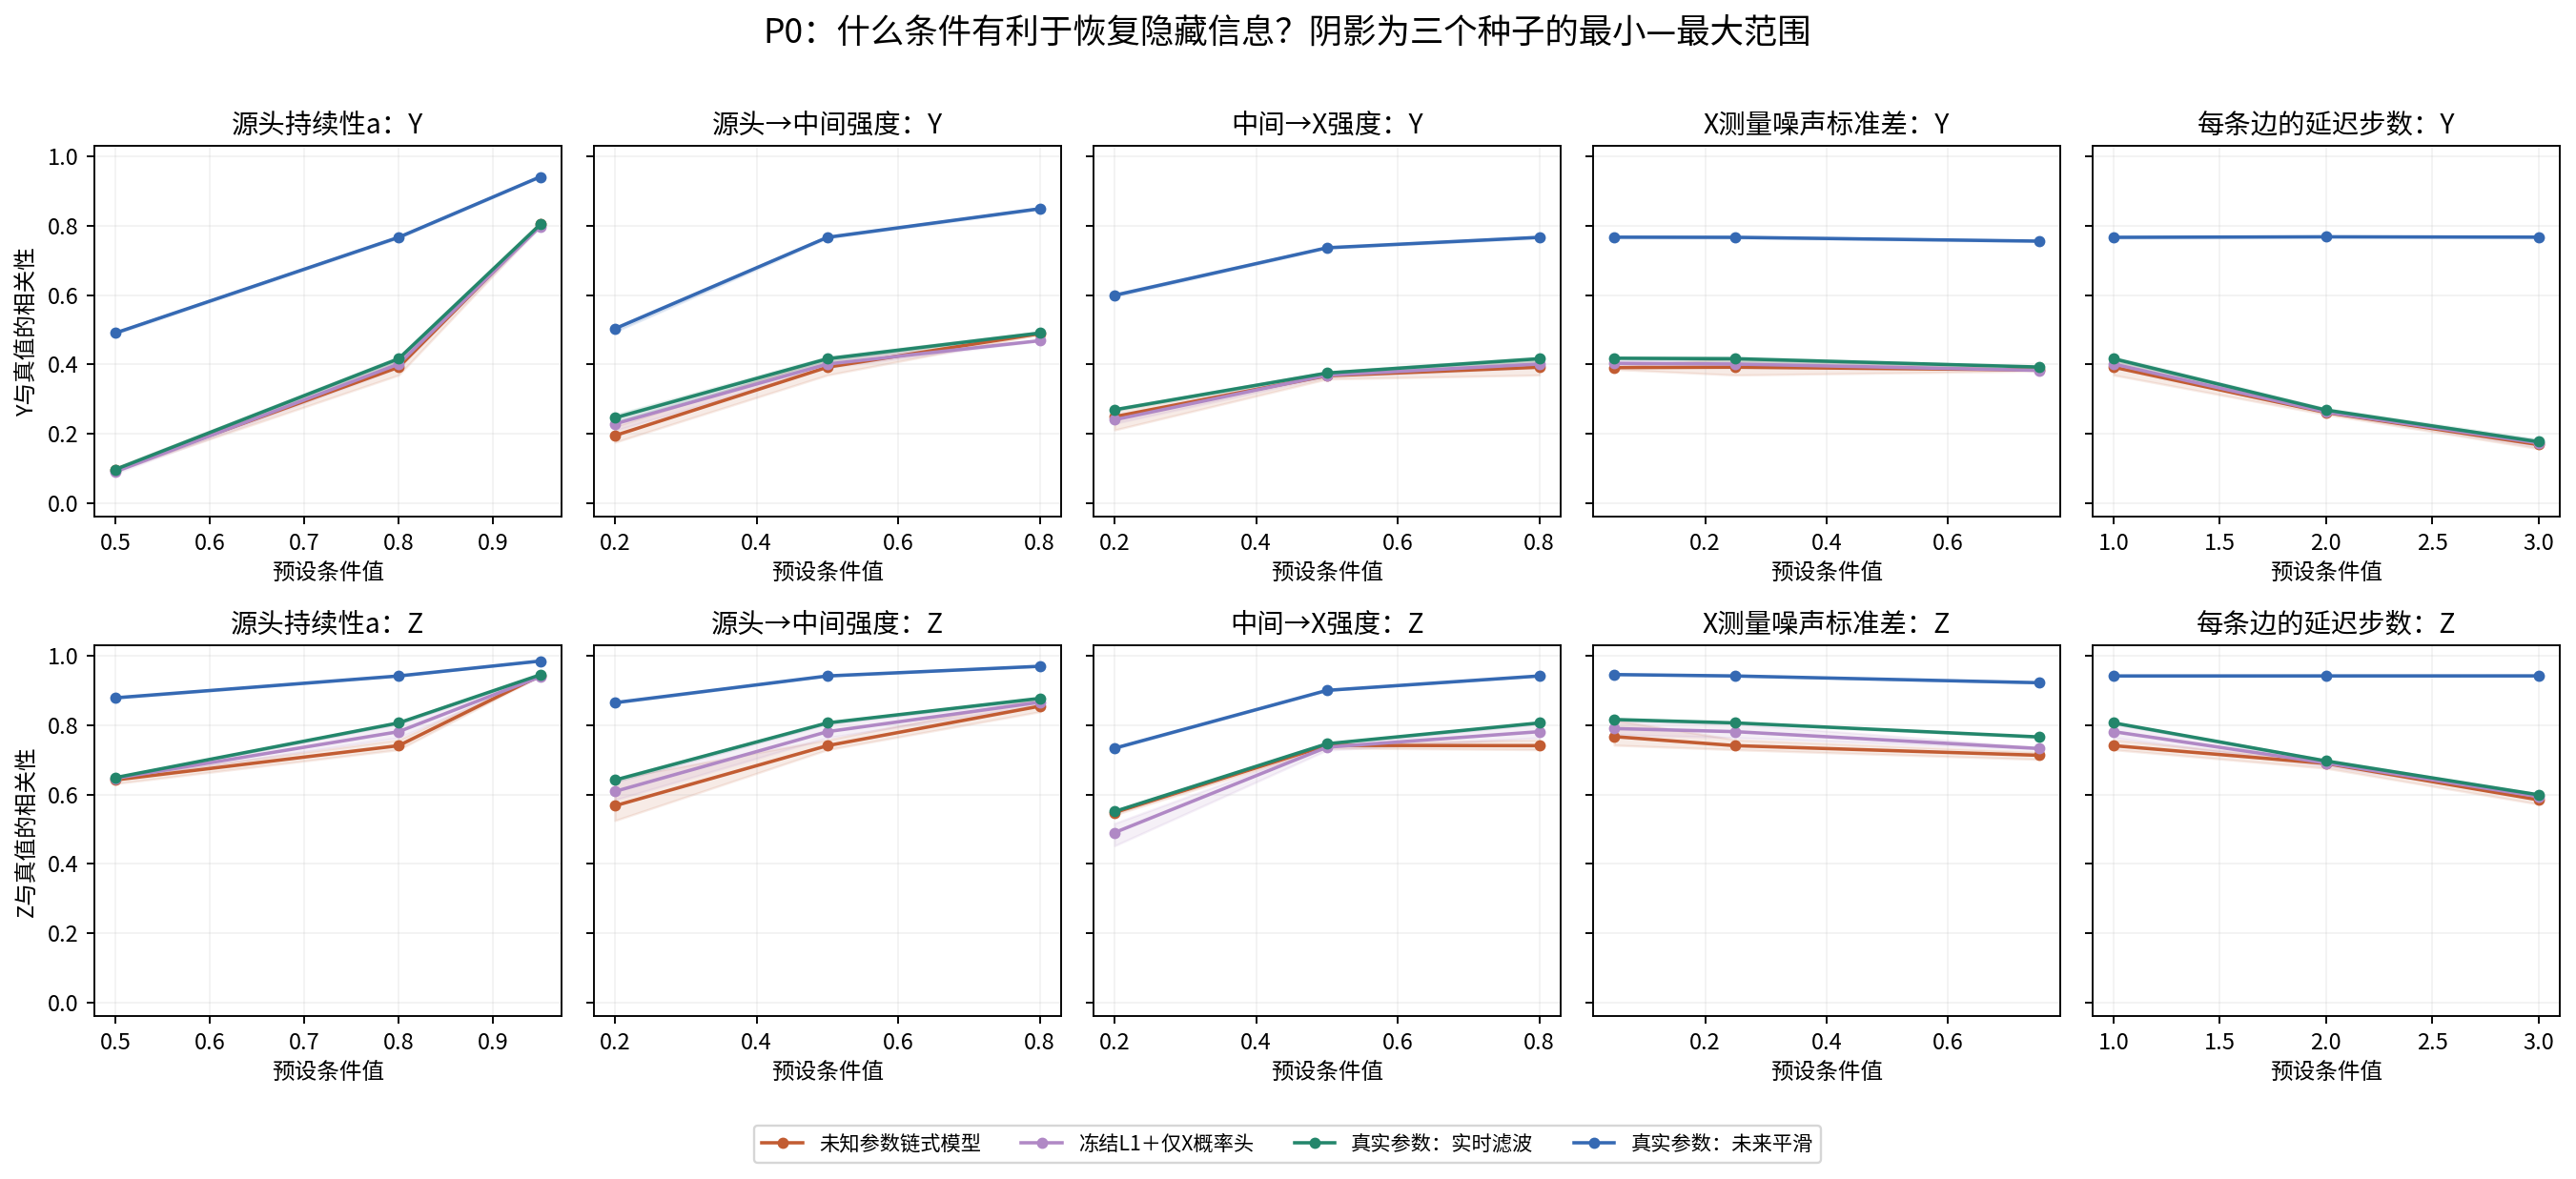 P0：什么条件有利于恢复隐藏信息？阴影为三个种子的最小—最大范围
源头持续性a：Y
源头→中间强度：Y
中间→X强度：Y
X测量噪声标准差：Y
每条边的延迟步数：Y
Y与真值的相关性
1.0
0.8
0.6
0.4
0.2
0.0
0.5 0.6 0.7 0.8 0.9
0.2 0.4 0.6 0.8
0.2 0.4 0.6 0.8
0.2 0.4 0.6
1.0 1.5 2.0 2.5 3.0
预设条件值
预设条件值
预设条件值
预设条件值
预设条件值
源头持续性a：Z
源头→中间强度：Z
中间→X强度：Z
X测量噪声标准差：Z
每条边的延迟步数：Z
Z与真值的相关性
1.0
0.8
0.6
0.4
0.2
0.0
0.5 0.6 0.7 0.8 0.9
0.2 0.4 0.6 0.8
0.2 0.4 0.6 0.8
0.2 0.4 0.6
1.0 1.5 2.0 2.5 3.0
预设条件值
预设条件值
预设条件值
预设条件值
预设条件值
未知参数链式模型
冻结L1＋仅X概率头
真实参数：实时滤波
真实参数：未来平滑